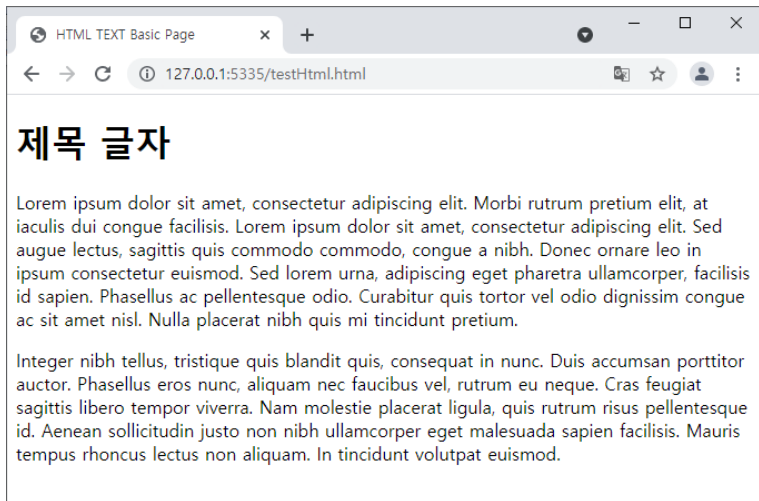 HTML TEXT Basic Page
127.0.0.1:5335/testHtml.html
제목 글자
Lorem ipsum dolor sit amet, consectetur adipiscing elit. Morbi rutrum pretium elit, at
iaculis dui congue facilisis. Lorem ipsum dolor sit amet, consectetur adipiscing elit. Sed
augue lectus, sagittis quis commodo commodo, congue a nibh. Donec ornare leo in
ipsum consectetur euismod. Sed lorem urna, adipiscing eget pharetra ullamcorper, facilisis
id sapien. Phasellus ac pellentesque odio. Curabitur quis tortor vel odio dignissim congue
ac sit amet nisl. Nulla placerat nibh quis mi tincidunt pretium.
Integer nibh tellus, tristique quis blandit quis, consequat in nunc. Duis accumsan porttitor
auctor. Phasellus eros nunc, aliquam nec faucibus vel, rutrum eu neque. Cras feugiat
sagittis libero tempor viverra. Nam molestie placerat ligula, quis rutrum risus pellentesque
id. Aenean sollicitudin justo non nibh ullamcorper eget malesuada sapien facilisis. Mauris
tempus rhoncus lectus non aliquam. In tincidunt volutpat euismod.